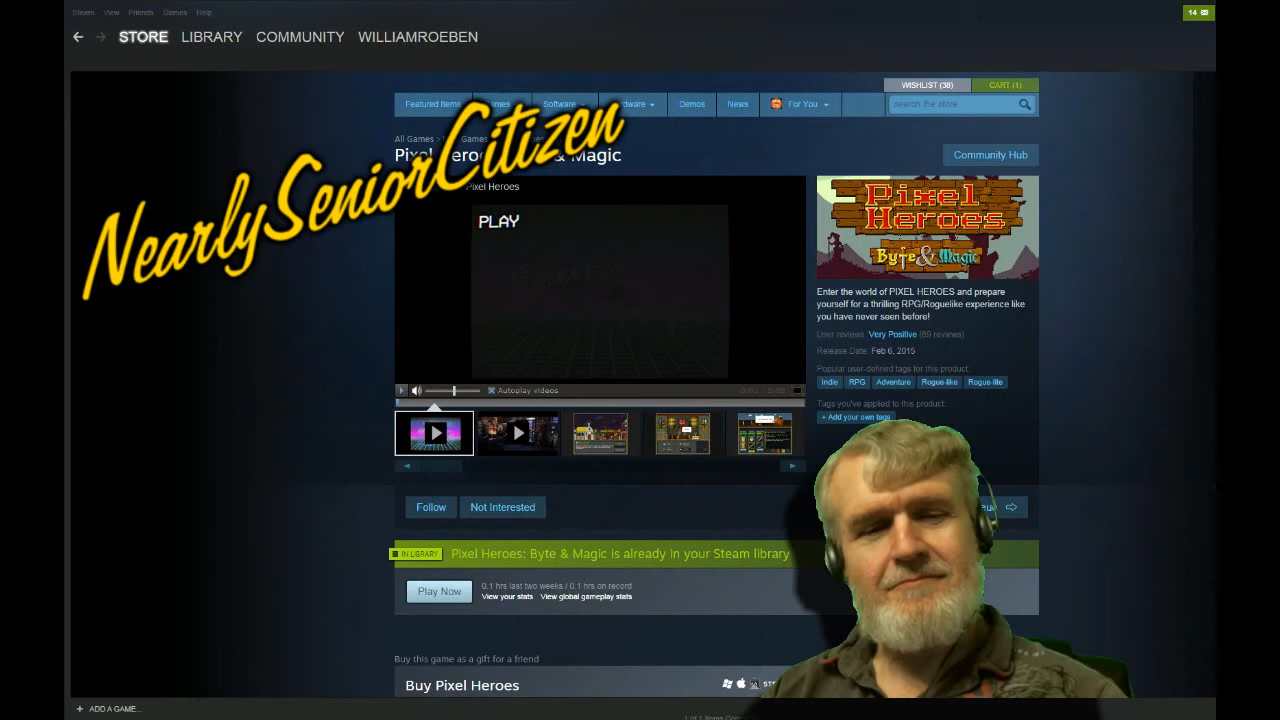 Steam View Friends Games Help
14
STORE LIBRARY COMMUNITY WILLIAMROEBEN
WISHLIST (38) CART (1)
Featured Items Software Demos News For You search the store
All Games > Games
NearlySeniorCitizen
& Magic
Community Hub
Pixel Heroes
PLAY
Pixel
Heroes
Byte & Magic
Enter the world of PIXEL HEROES and prepare
yourself for a thrilling RPG/Roguelike experience like
you have never seen before!
User reviews: Very Positive (69 reviews)
Release Date: Feb 6, 2015
Popular user-defined tags for this product:
Indie RPG Adventure Rogue-like Rogue-lite
Tags you've applied to this product:
+ Add your own tags
Autoplay videos
Follow Not Interested
IN LIBRARY Pixel Heroes: Byte & Magic is already in your Steam library
Play Now
0.1 hrs last two weeks / 0.1 hrs on record
View your stats View global gameplay stats
Buy this game as a gift for a friend
Buy Pixel Heroes
+ ADD A GAME...